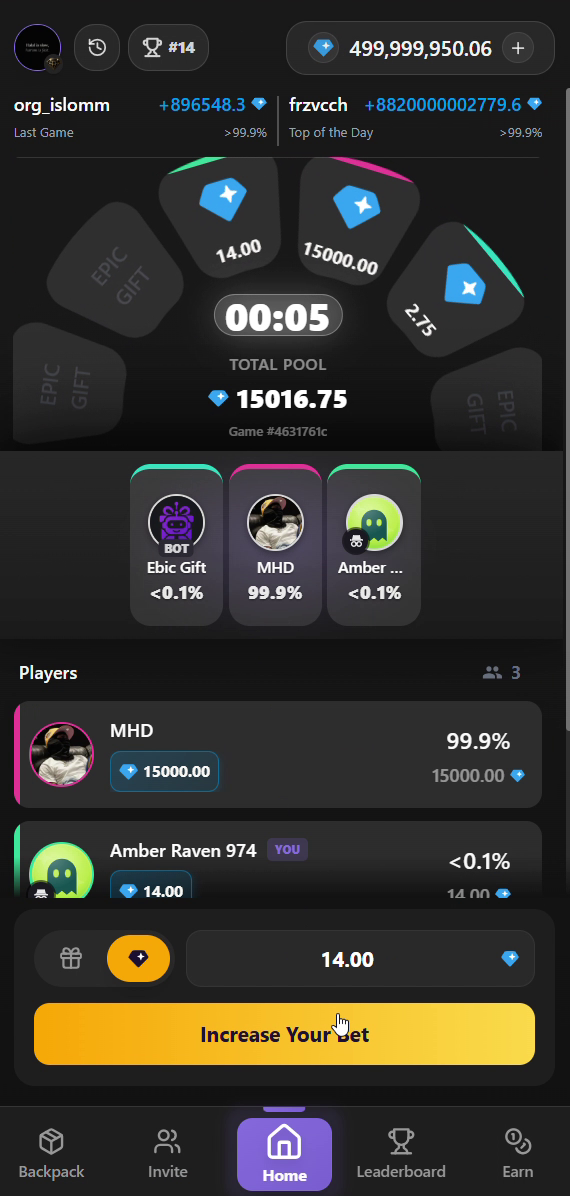 #14
499,999,950.06
org_islomm
+896548.3
frzvcch
+8820000002779.6
Last Game
>99.9%
Top of the Day
>99.9%
14.00
15000.00
EPIC
GIFT
2.75
00:05
TOTAL POOL
EPIC
GIFT
15016.75
EPIC
GIFT
Game #4631761c
BOT
Ebic Gift
MHD
Amber ...
<0.1%
99.9%
<0.1%
Players
3
MHD
99.9%
15000.00
15000.00
Amber Raven 974
YOU
<0.1%
14.00
14.00
14.00
Increase Your Bet
Backpack
Invite
Home
Leaderboard
Earn